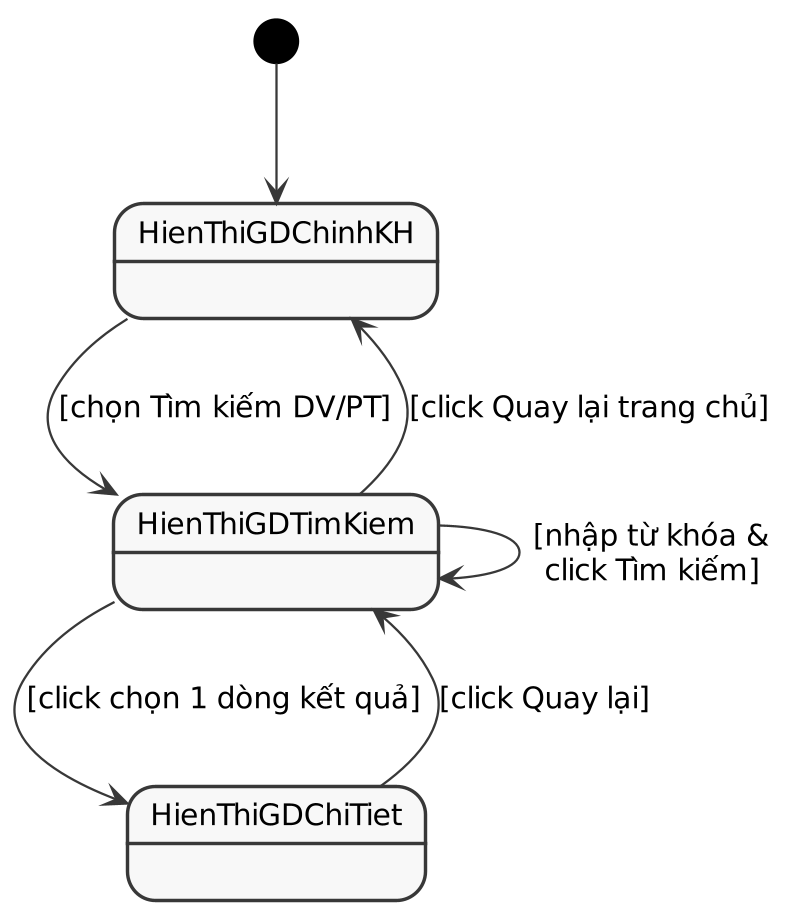 HienThiGDChinhKH
[chọn Tìm kiếm DV/PT]
[click Quay lại trang chủ]
HienThiGDTimKiem
[nhập từ khóa &
click Tìm kiếm]
[click chọn 1 dòng kết quả]
[click Quay lại]
HienThiGDChiTiet